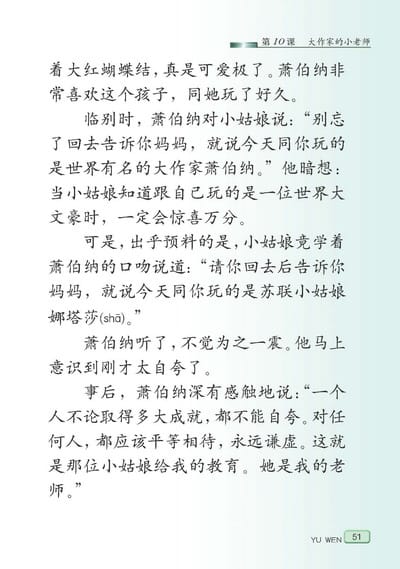 第10课 大作家的小老师
着大红蝴蝶结，真是可爱极了。萧伯纳非
常喜欢这个孩子，同她玩了好久。
临别时，萧伯纳对小姑娘说：“别忘
了回去告诉你妈妈，就说今天同你玩的
是世界有名的大作家萧伯纳。”他暗想：
当小姑娘知道跟自己玩的是一位世界大
文豪时，一定会惊喜万分。
可是，出乎预料的是，小姑娘竟学着
萧伯纳的口吻说道：“请你回去后告诉你
妈妈，就说今天同你玩的是苏联小姑娘
娜塔莎(shā)。”
萧伯纳听了，不觉为之一震。他马上
意识到刚才太自夸了。
事后，萧伯纳深有感触地说：“一个
人不论取得多大成就，都不能自夸。对任
何人，都应该平等相待，永远谦虚。这就
是那位小姑娘给我的教育。她是我的老
师。”
YU WEN 51